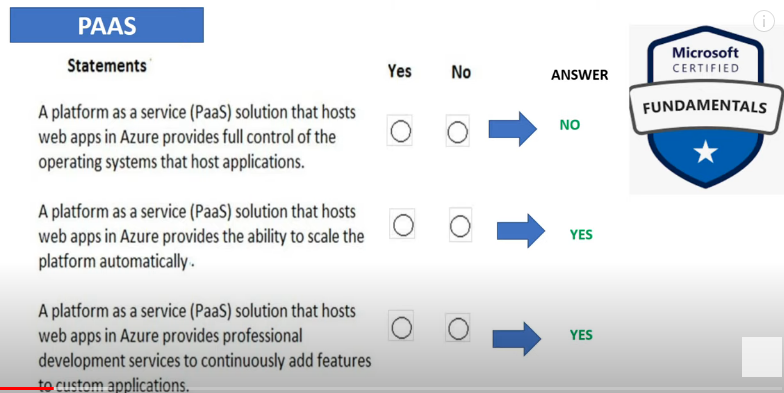 PAAS
Statements
Yes
No
ANSWER
A platform as a service (PaaS) solution that hosts
web apps in Azure provides full control of the
operating systems that host applications.
NO
A platform as a service (PaaS) solution that hosts
web apps in Azure provides the ability to scale the
platform automatically.
YES
A platform as a service (PaaS) solution that hosts
web apps in Azure provides professional
development services to continuously add features
to custom applications.
YES
Microsoft
CERTIFIED
FUNDAMENTALS